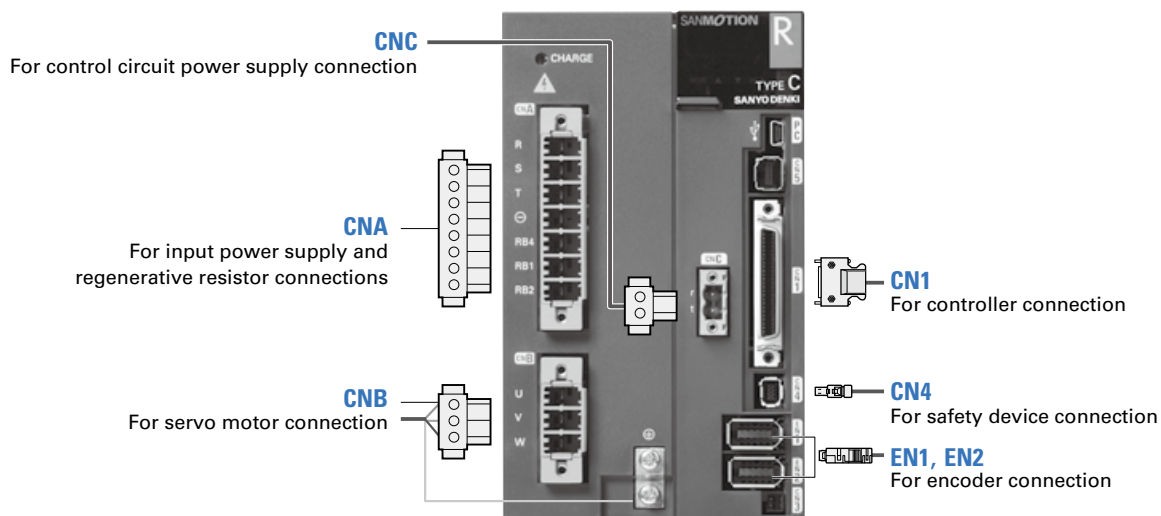 CNC
For control circuit power supply connection
CNA
For input power supply and
regenerative resistor connections
CNB
For servo motor connection
CHARGE
CNA
R
S
T
⊖
RB4
RB1
RB2
CNB
U
V
W
SANMOTION
R
TYPE C
SANYO DENKI
PC
CN5
CNC
r
t
CN1
CN4
EN1
EN2
CN1
For controller connection
CN4
For safety device connection
EN1, EN2
For encoder connection